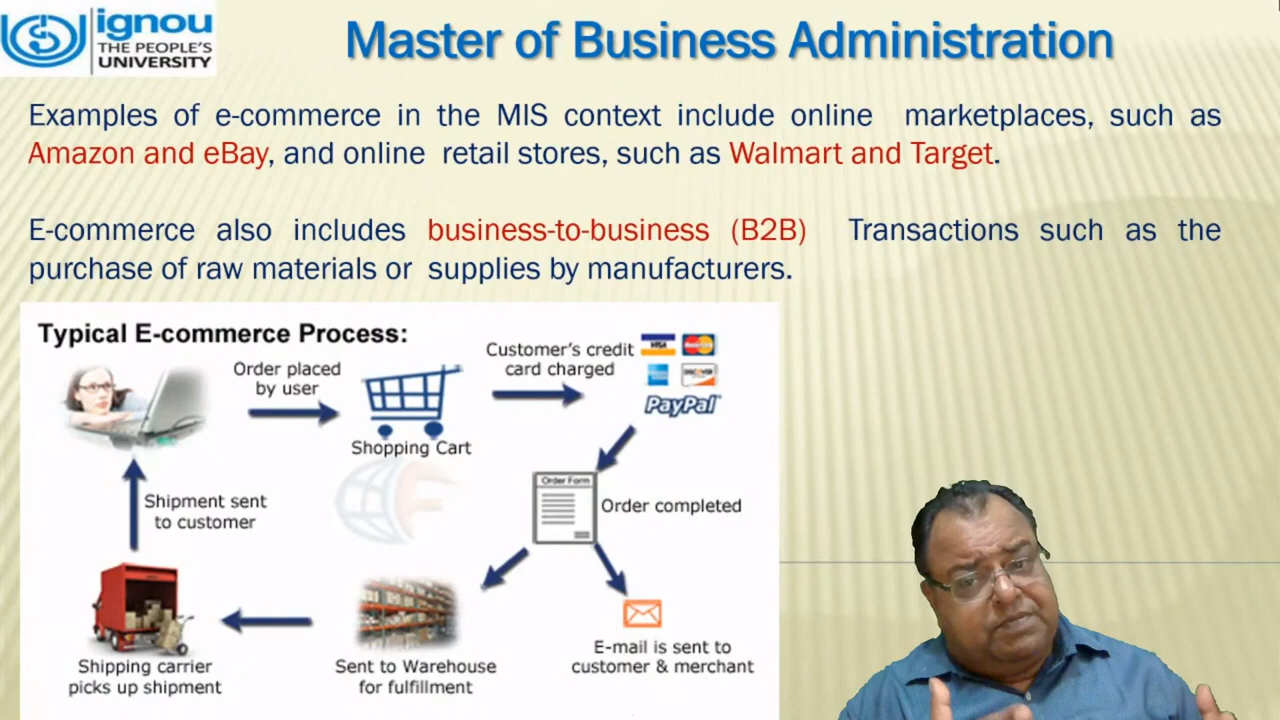 ignou
THE PEOPLE'S
UNIVERSITY
Master of Business Administration
Examples of e-commerce in the MIS context include online marketplaces, such as
Amazon and eBay, and online retail stores, such as Walmart and Target.
E-commerce also includes business-to-business (B2B) Transactions such as the
purchase of raw materials or supplies by manufacturers.
Typical E-commerce Process:
Order placed
by user
Shopping Cart
Customer's credit
card charged
VISA
MasterCard
DISCOVER
PayPal
Order Form
Order completed
E-mail is sent to
customer & merchant
Sent to Warehouse
for fulfillment
Shipping carrier
picks up shipment
Shipment sent
to customer